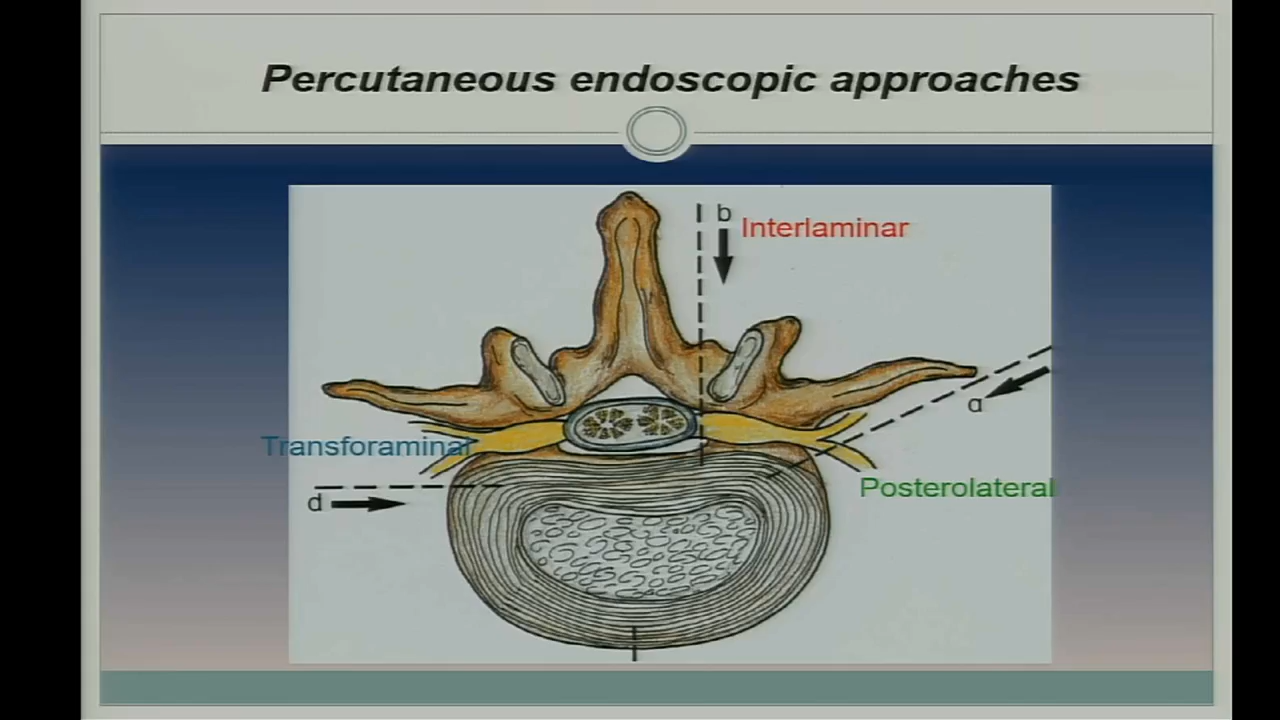 Percutaneous endoscopic approaches
b
Interlaminar
a
Transforaminal
Posterolateral
d